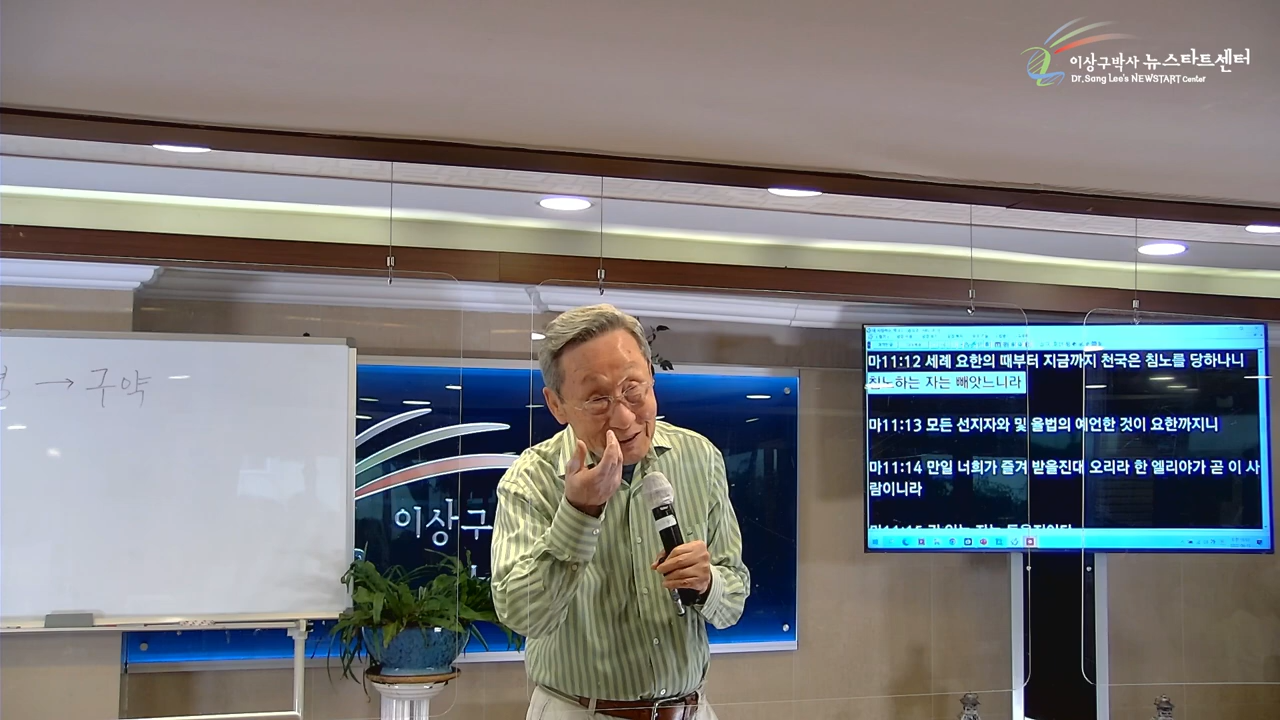 이상구박사 뉴스타트센터
Dr. Sang Lee's NEWSTART Center
→ 구약
이상구
마11:12 세례 요한의 때부터 지금까지 천국은 침노를 당하나니
침노하는 자는 빼앗느니라
마11:13 모든 선지자와 및 율법의 예언한 것이 요한까지니
마11:14 만일 너희가 즐겨 받을진대 오리라 한 엘리야가 곧 이 사
람이니라